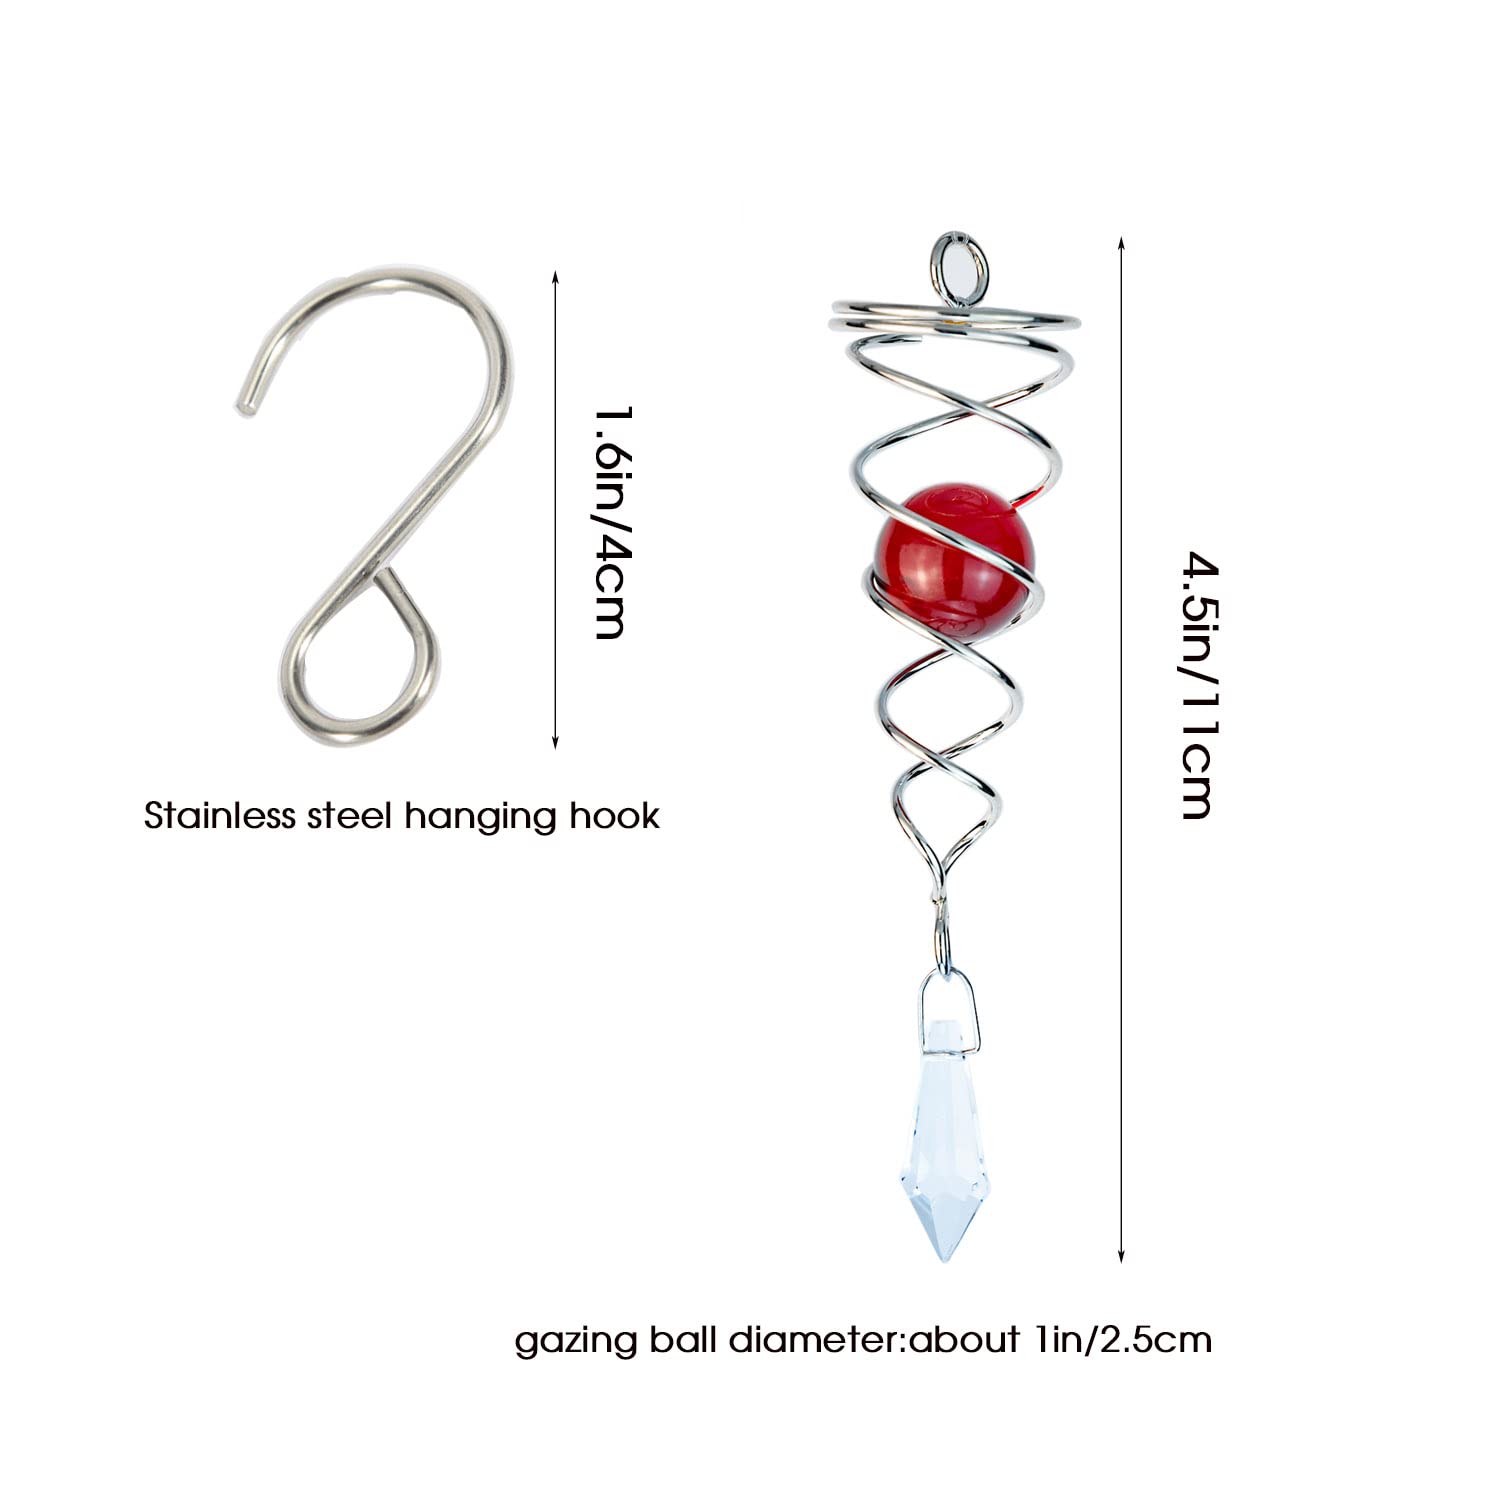 1.6in/4cm
Stainless steel hanging hook
4.5in/11cm
gazing ball diameter:about 1in/2.5cm